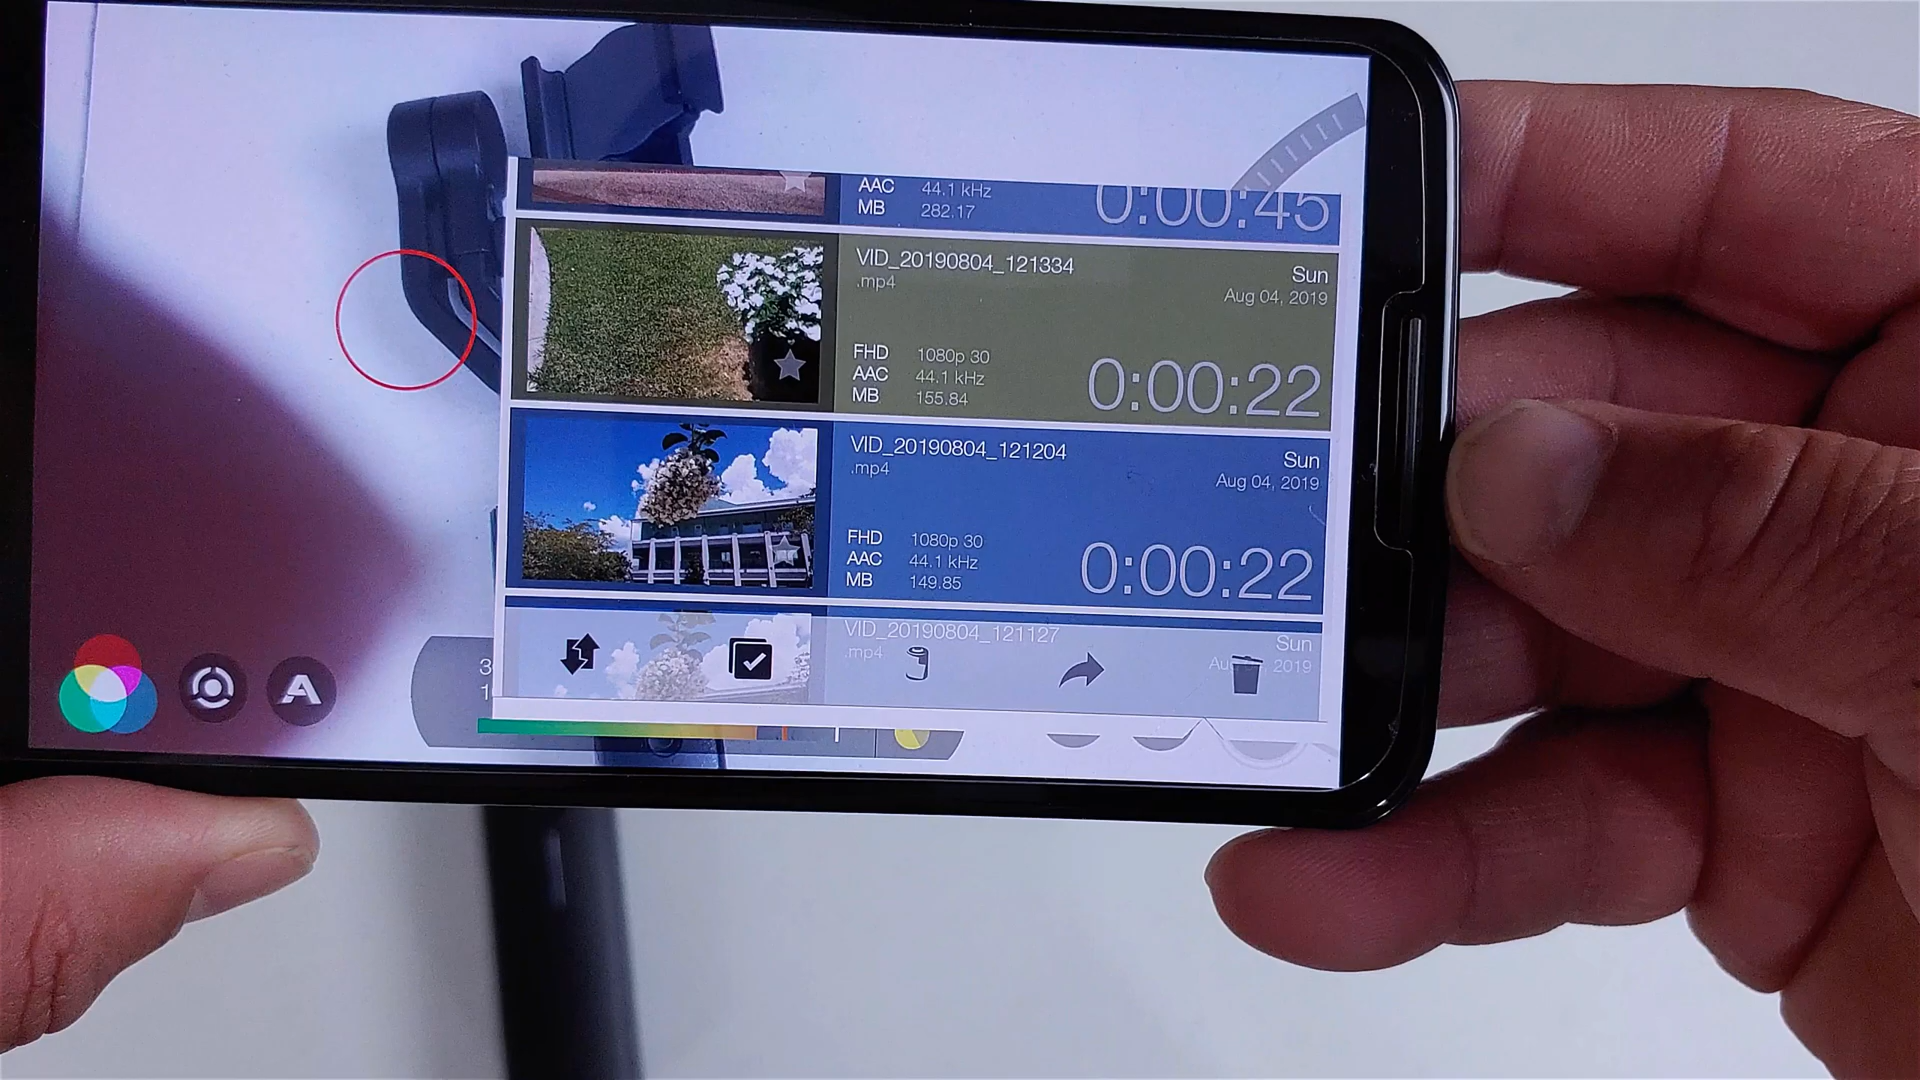 AAC 44.1 kHz
MB 282.17
0:00:45
VID_20190804_121334
.mp4
Sun
Aug 04, 2019
FHD 1080p 30
AAC 44.1 kHz
MB 155.84
0:00:22
VID_20190804_121204
.mp4
Sun
Aug 04, 2019
FHD 1080p 30
AAC 44.1 kHz
MB 149.85
0:00:22
VID_20190804_121127
.mp4
Sun
2019
A